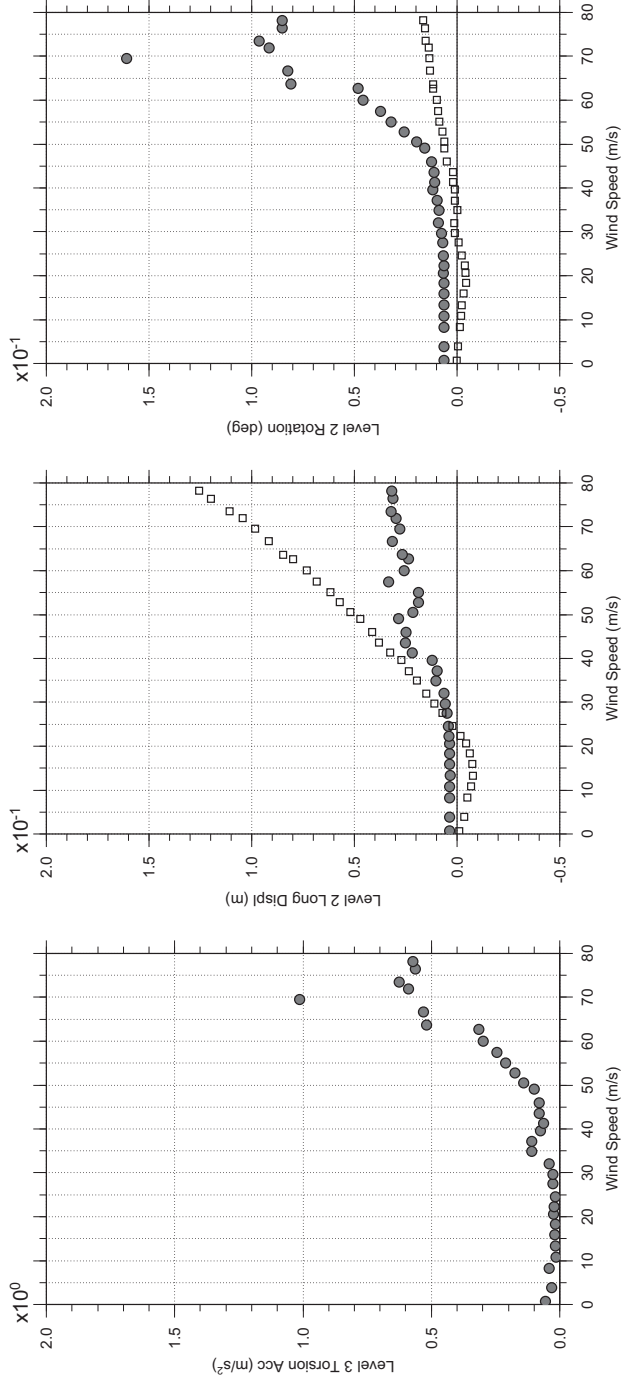 x10⁰
2.0
1.5
1.0
0.5
0.0
Level 3 Torsion Acc (m/s²)
0 10 20 30 40 50 60 70 80
Wind Speed (m/s)
x10⁻¹
2.0
1.5
1.0
0.5
0.0
-0.5
Level 2 Long Displ (m)
0 10 20 30 40 50 60 70 80
Wind Speed (m/s)
x10⁻¹
2.0
1.5
1.0
0.5
0.0
-0.5
Level 2 Rotation (deg)
0 10 20 30 40 50 60 70 80
Wind Speed (m/s)